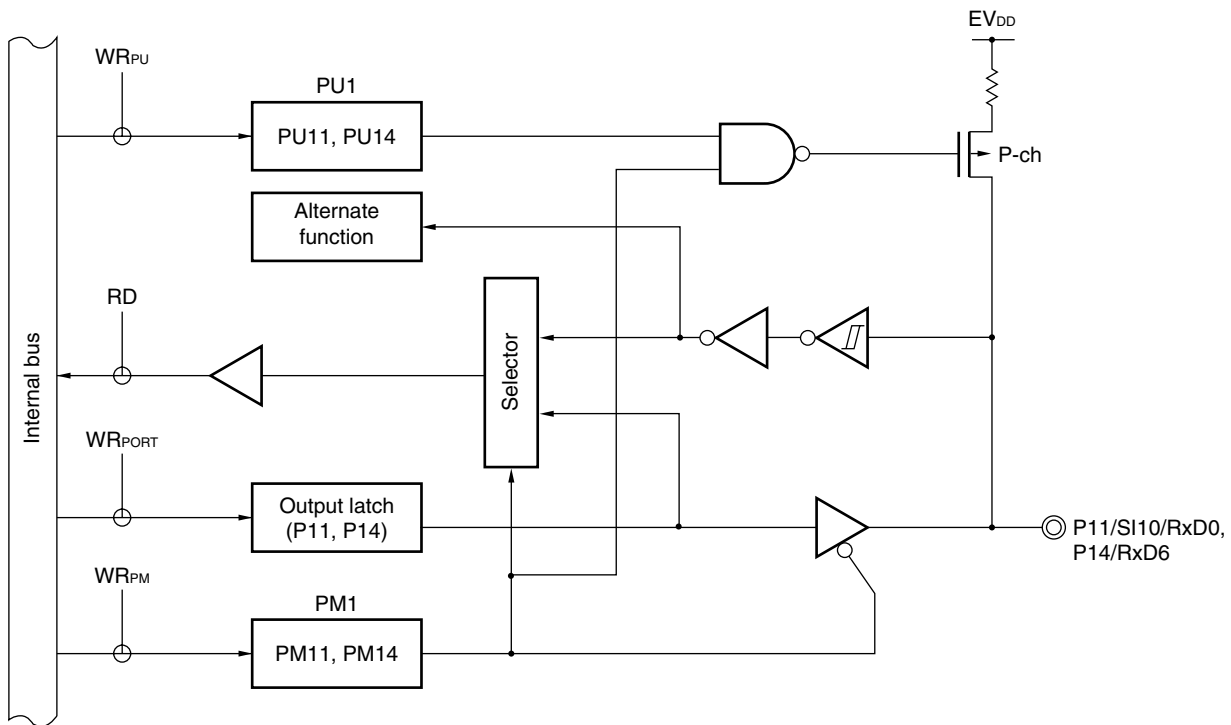 EVDD
WRPU
PU1
PU11, PU14
P-ch
Alternate
function
RD
Selector
Internal bus
WRPORT
Output latch
(P11, P14)
P11/SI10/RxD0,
P14/RxD6
WRPM
PM1
PM11, PM14